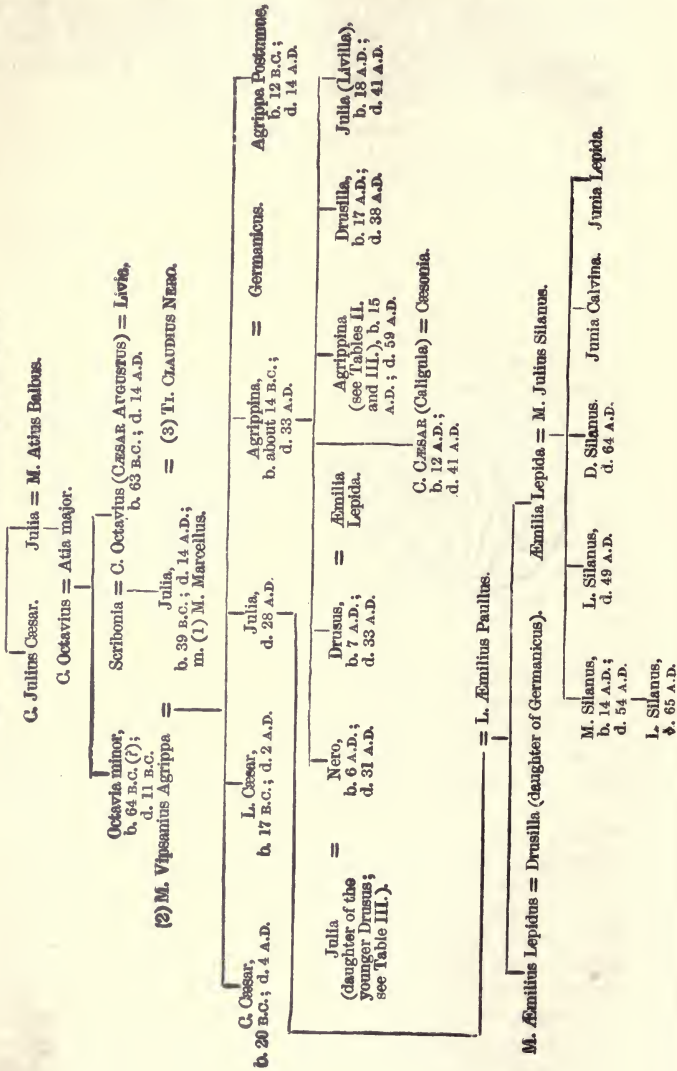 C. Julius Cæsar. Julia = M. Atius Balbus.
C. Octavius = Atia major.
Octavia minor,
b. 64 B.C. (?);
d. 11 B.C.
Scribonia = C. Octavius (CÆSAR AUGUSTUS) = Livia,
b. 63 B.C.; d. 14 A.D.
(2) M. Vipsanius Agrippa =
Julia,
b. 39 B.C.; d. 14 A.D.;
m. (1) M. Marcellus.
= (3) TI. CLAUDIUS NERO.
C. Cæsar,
b. 20 B.C.; d. 4 A.D.
L. Cæsar,
b. 17 B.C.; d. 2 A.D.
Julia,
d. 28 A.D.
Agrippina,
b. about 14 B.C.;
d. 33 A.D.
= Germanicus.
Agrippa Postumus,
b. 12 B.C.;
d. 14 A.D.
Julia
(daughter of the
younger Drusus;
see Table III.).
=
Nero,
b. 6 A.D.;
d. 31 A.D.
Drusus,
b. 7 A.D.;
d. 33 A.D.
=
Æmilia
Lepida.
Agrippina
(see Tables II.
and III.), b. 15
A.D.; d. 59 A.D.
Drusilla,
b. 17 A.D.;
d. 38 A.D.
Julia (Livilla),
b. 18 A.D.;
d. 41 A.D.
C. CÆSAR (Caligula) = Cæsonia.
b. 12 A.D.;
d. 41 A.D.
= L. Æmilius Paullus.
M. Æmilius Lepidus = Drusilla (daughter of Germanicus).
Æmilia Lepida = M. Julius Silanus.
M. Silanus,
b. 14 A.D.;
d. 54 A.D.
L. Silanus,
d. 49 A.D.
D. Silanus.
d. 64 A.D.
Junia Calvina.
Junia Lepida.
L. Silanus,
d. 65 A.D.